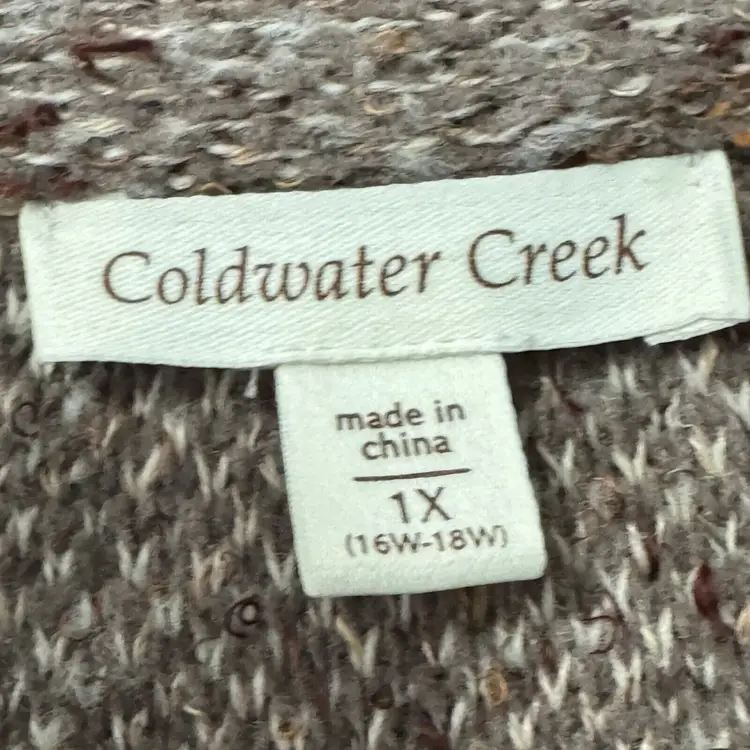 Coldwater Creek
made in
china
1X
(16W-18W)